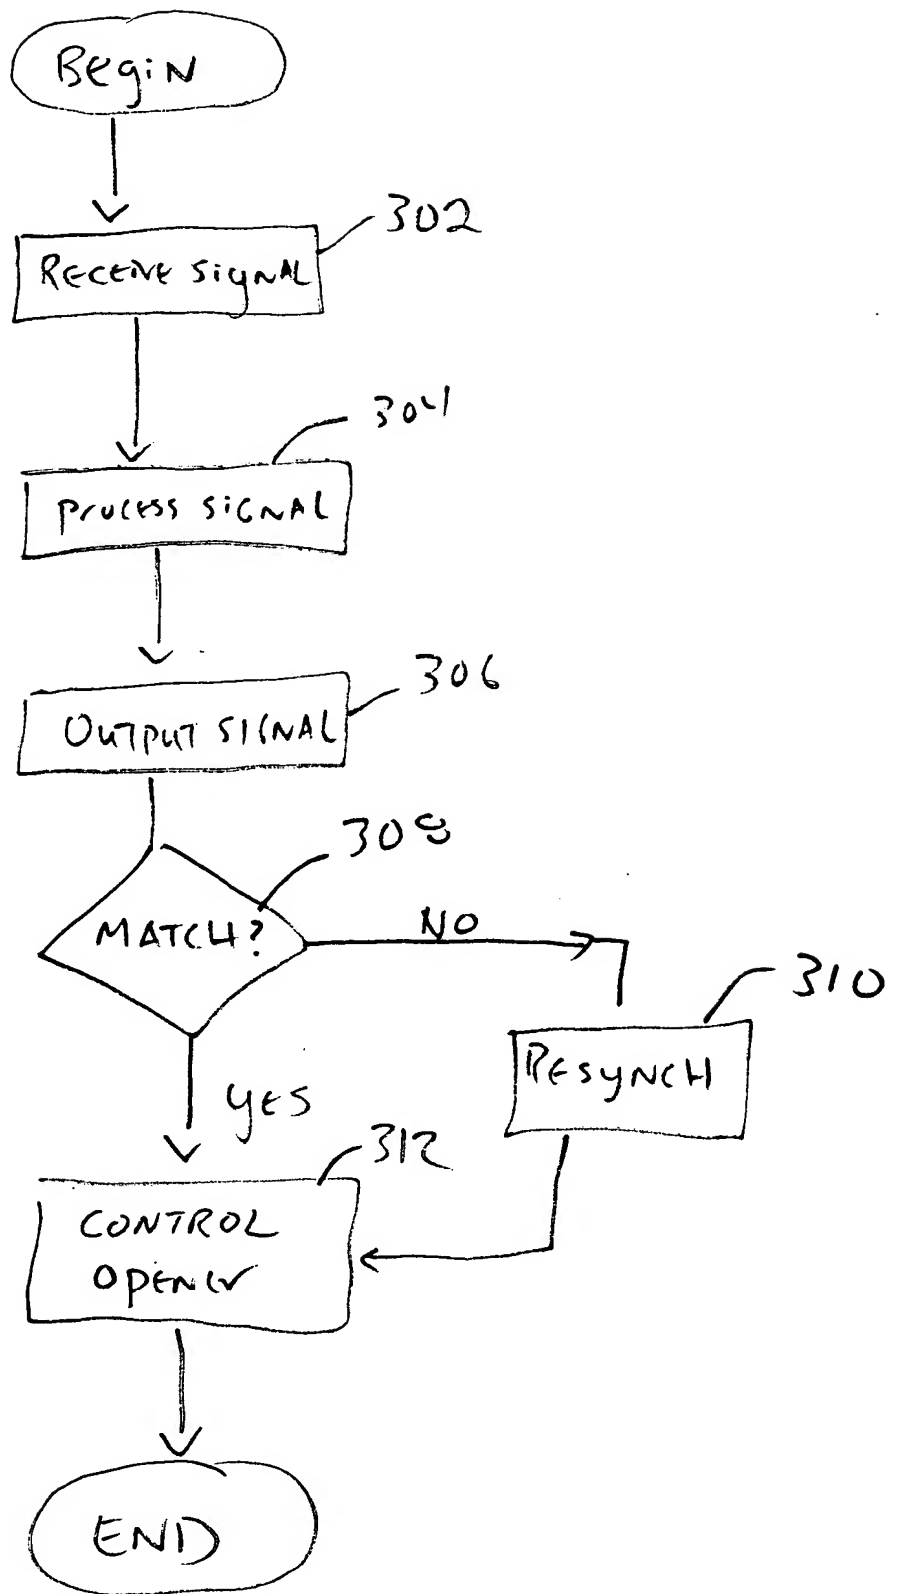 Begin
302
RECEIVE SigNAL
304
PROCESS SIGNAL
306
OUTPUT SIGNAL
308
MATCH?
NO
310
RESYNCH
YES
312
CONTROL
OPENER
END